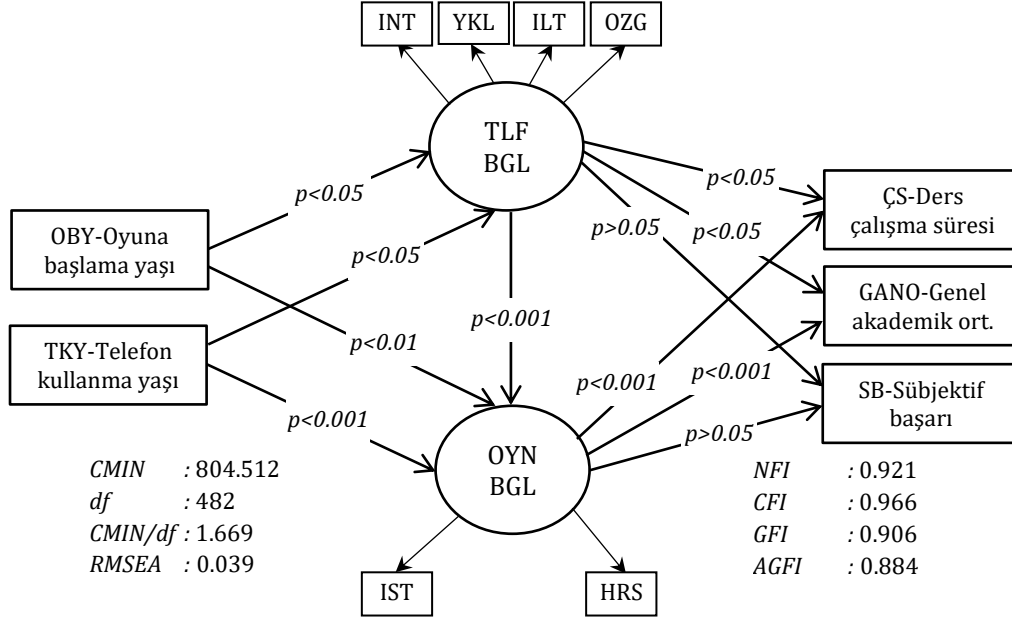 INT
YKL
ILT
OZG
TLF
BGL
p<0.05
p<0.05
ÇS-Ders
çalışma süresi
OBY-Oyuna
başlama yaşı
p<0.05
p>0.05
p<0.05
GANO-Genel
akademik ort.
p<0.001
TKY-Telefon
kullanma yaşı
p<0.01
p<0.001
p<0.001
SB-Sübjektif
başarı
p<0.001
p>0.05
OYN
BGL
CMIN : 804.512
df : 482
CMIN/df : 1.669
RMSEA : 0.039
NFI : 0.921
CFI : 0.966
GFI : 0.906
AGFI : 0.884
IST
HRS